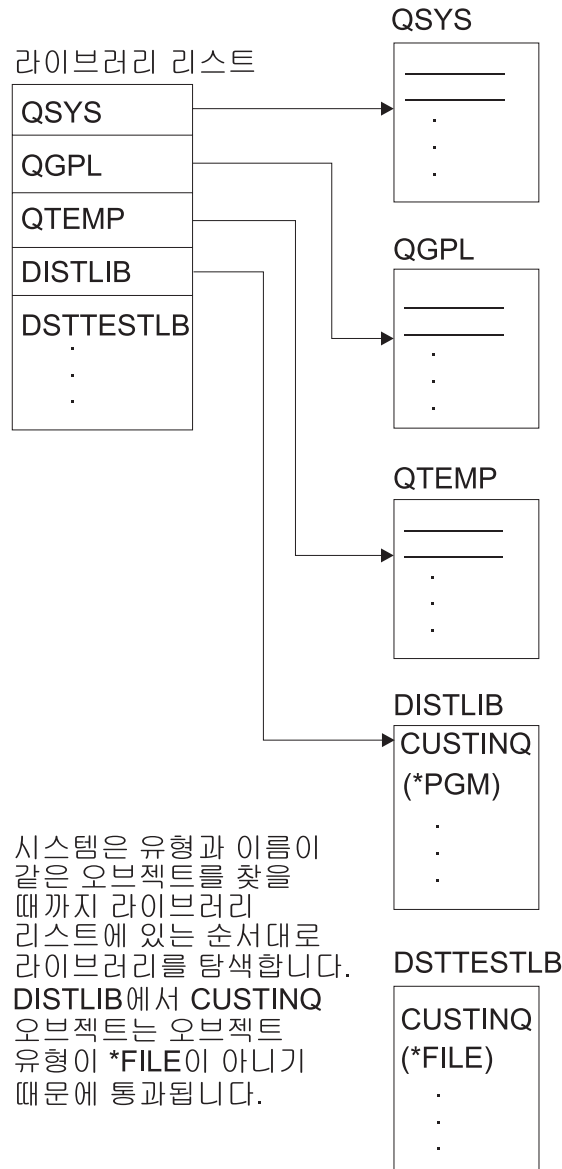 라이브러리 리스트
QSYS
QGPL
QTEMP
DISTLIB
DSTTESTLB
.
.
.
QSYS
.
.
.
QGPL
.
.
.
QTEMP
.
.
.
DISTLIB
CUSTINQ
(*PGM)
.
.
.
시스템은 유형과 이름이
같은 오브젝트를 찾을
때까지 라이브러리
리스트에 있는 순서대로
라이브러리를 탐색합니다.
DISTLIB에서 CUSTINQ
오브젝트는 오브젝트
유형이 *FILE이 아니기
때문에 통과됩니다.
DSTTESTLB
CUSTINQ
(*FILE)
.
.
.